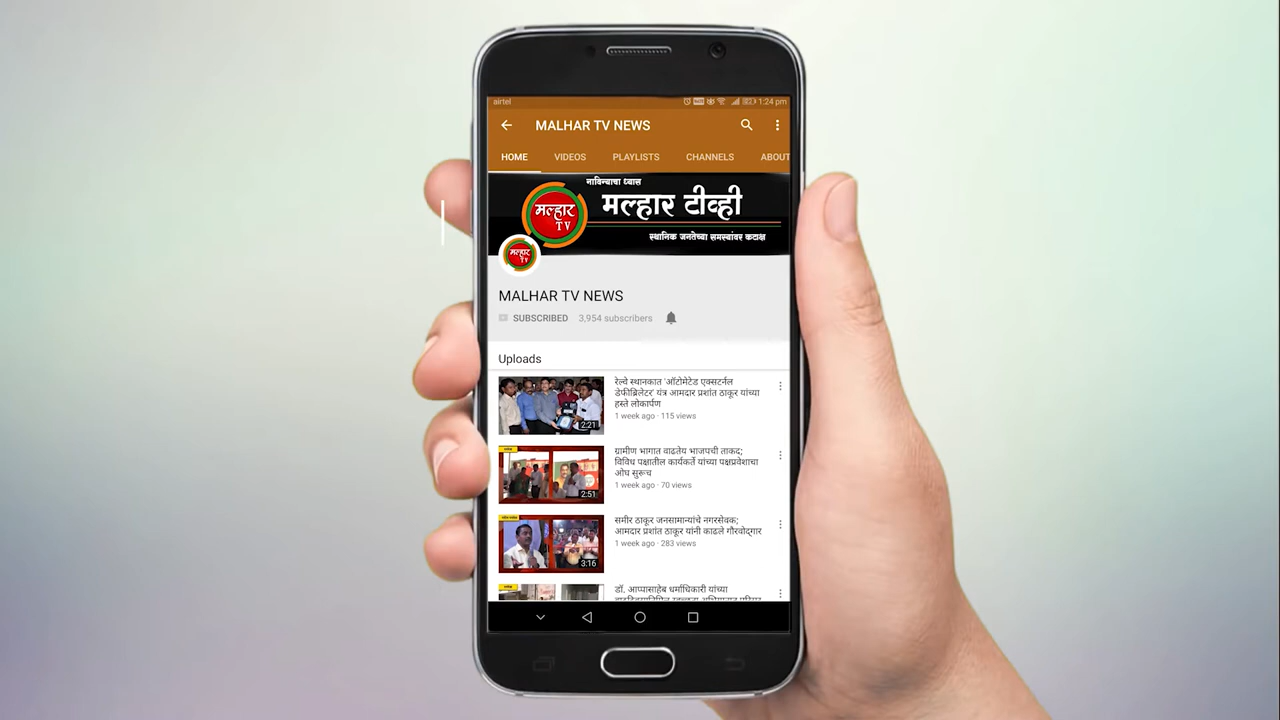 airtel
1:24 pm
MALHAR TV NEWS
HOME VIDEOS PLAYLISTS CHANNELS ABOUT
नाविन्याचा ध्यास
मल्हार टीव्ही
स्थानिक जनतेच्या समस्यांवर कटाक्ष
मल्हार
TV
मल्हार
TV
MALHAR TV NEWS
SUBSCRIBED 3,954 subscribers
Uploads
रेल्वे स्थानकात 'ऑटोमेटेड एक्सटर्नल
डेफीब्रिलेटर' यंत्र आमदार प्रशांत ठाकूर यांच्या
हस्ते लोकार्पण
1 week ago · 115 views
2:21
ग्रामीण भागात वाढतेय भाजपची ताकद;
विविध पक्षातील कार्यकर्ते यांच्या पक्षप्रवेशाचा
ओघ सुरूच
1 week ago · 70 views
2:51
समीर ठाकूर जनसामान्यांचे नगरसेवक;
आमदार प्रशांत ठाकूर यांनी काढले गौरवोद्गार
1 week ago · 283 views
3:16
डॉ. आप्पासाहेब धर्माधिकारी यांच्या